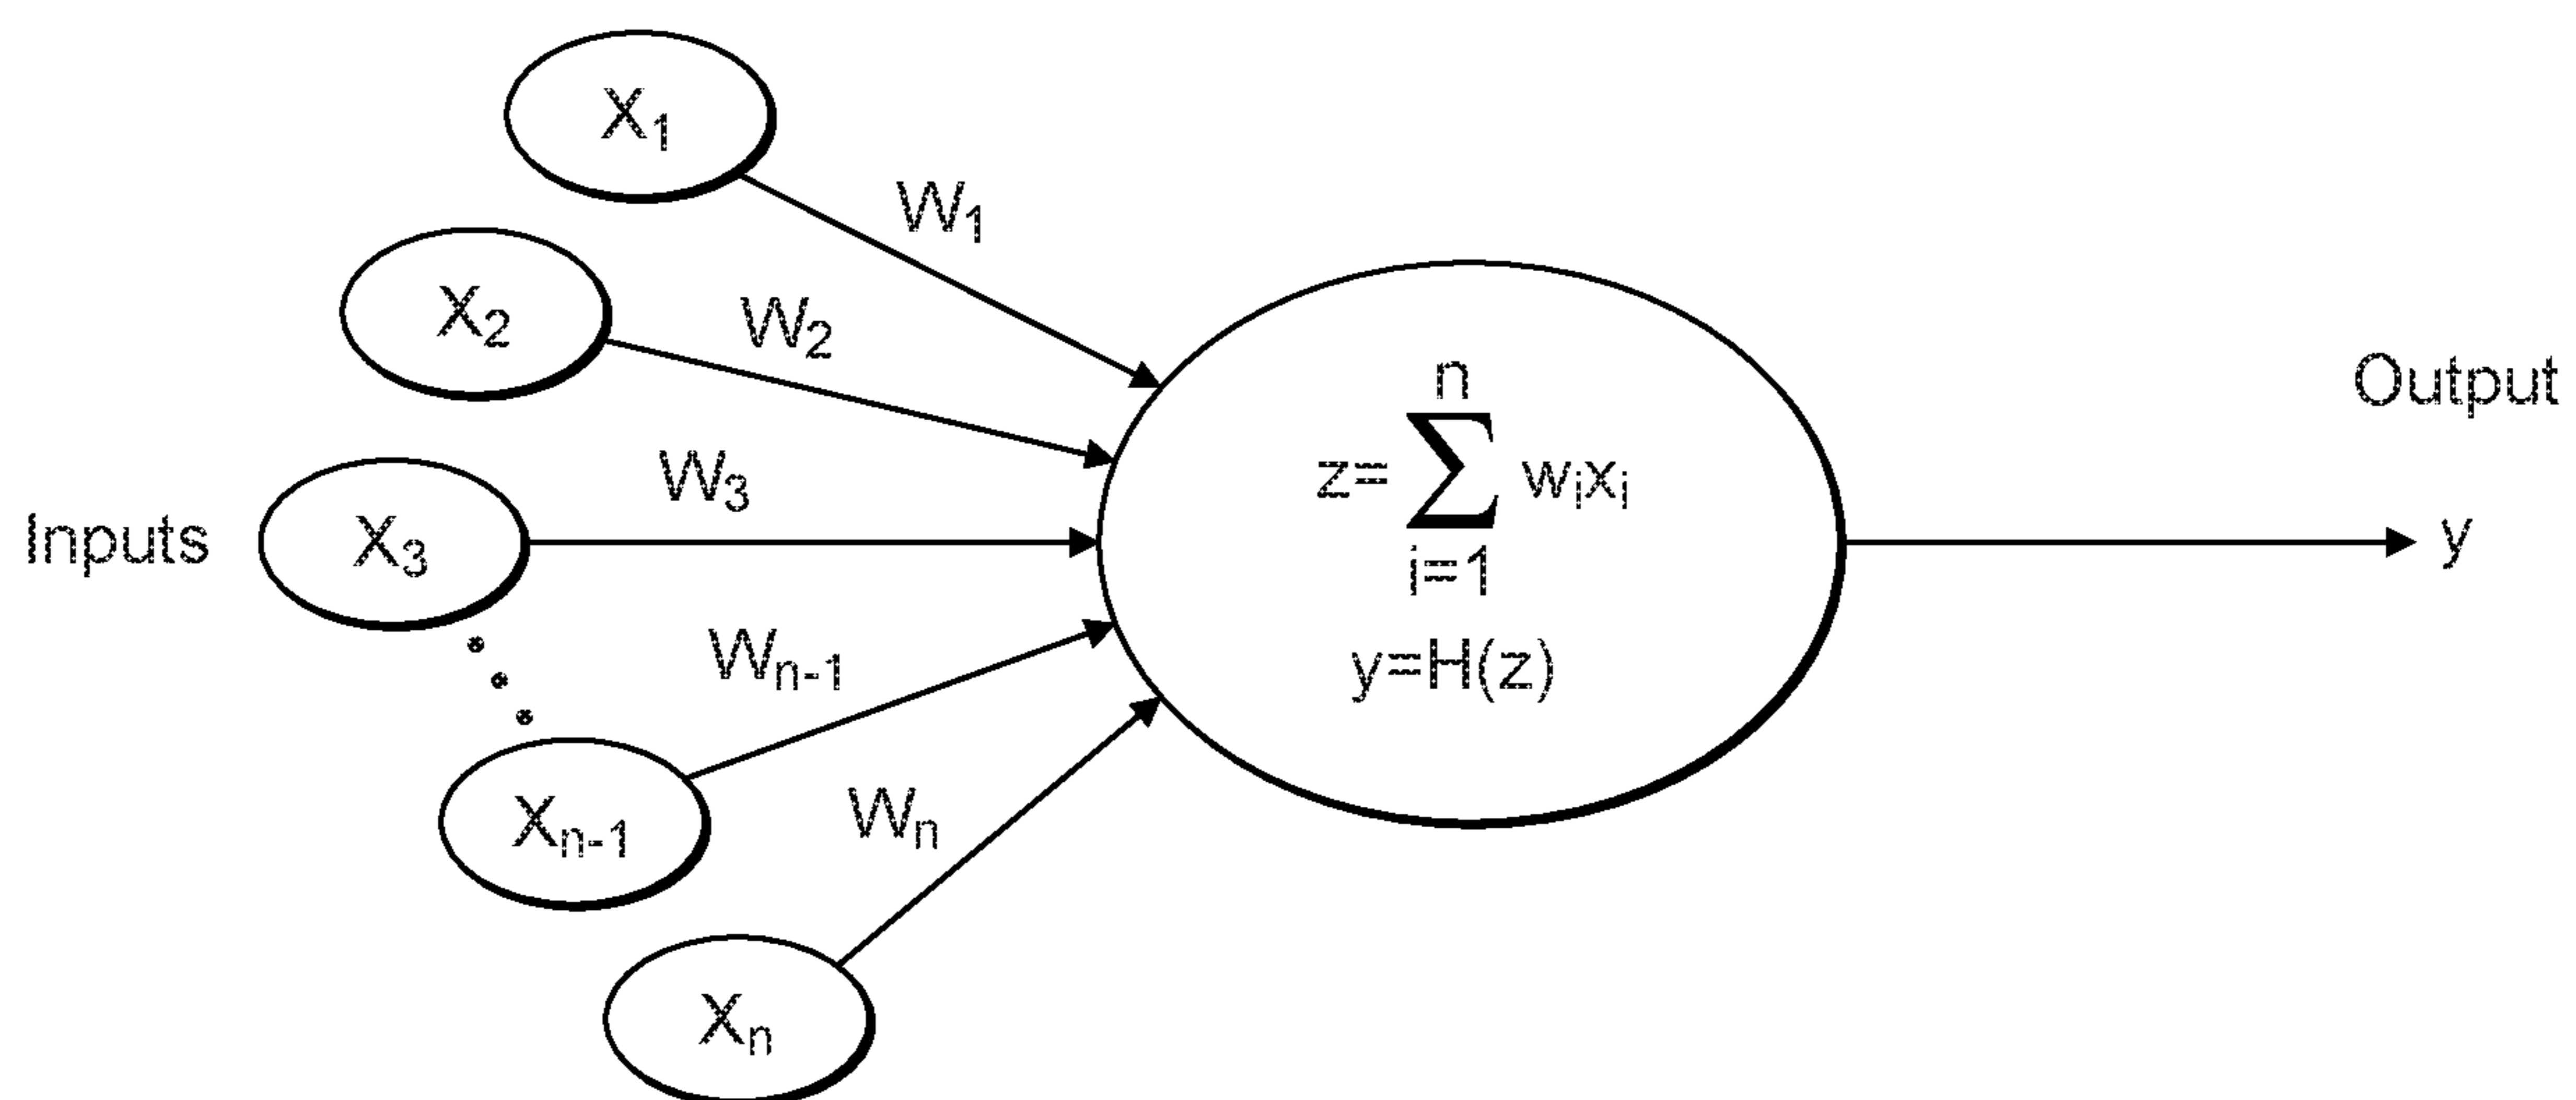 X₁
W₁
X₂
W₂
W₃
Inputs
X₃
Wₙ₋₁
Xₙ₋₁
Wₙ
Xₙ
n
z=∑wᵢxᵢ
i=1
y=H(z)
Output
y